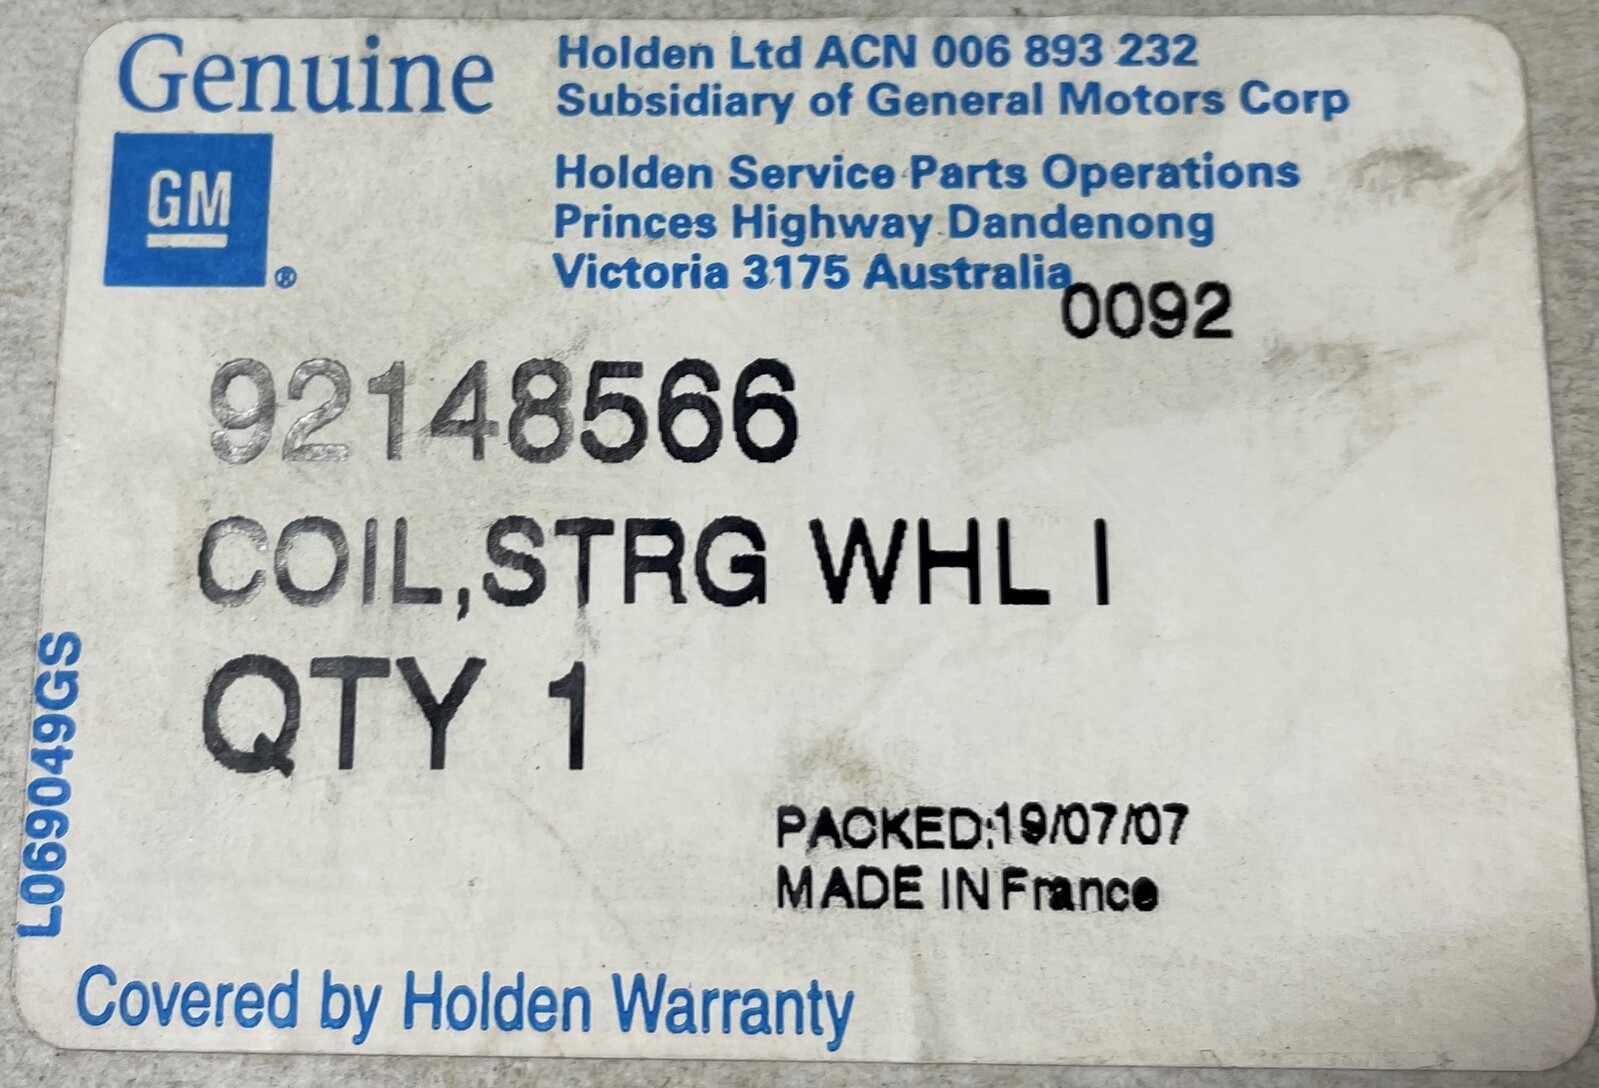 Genuine
GM
®
Holden Ltd ACN 006 893 232
Subsidiary of General Motors Corp
Holden Service Parts Operations
Princes Highway Dandenong
Victoria 3175 Australia
0092
92148566
COIL,STRG WHL I
QTY 1
PACKED:19/07/07
MADE IN France
L069049GS
Covered by Holden Warranty